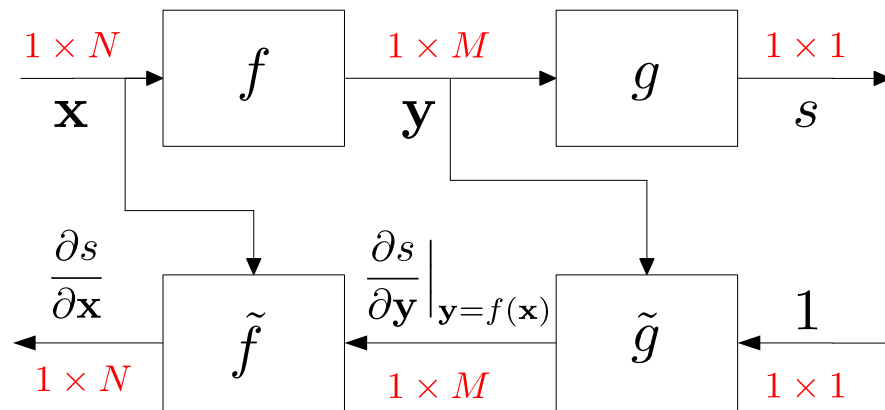 1 × N
1 × M
1 × 1
f
g
x
y
s
∂s/∂x
∂s/∂y |y=f(x)
1
f̃
g̃
1 × N
1 × M
1 × 1